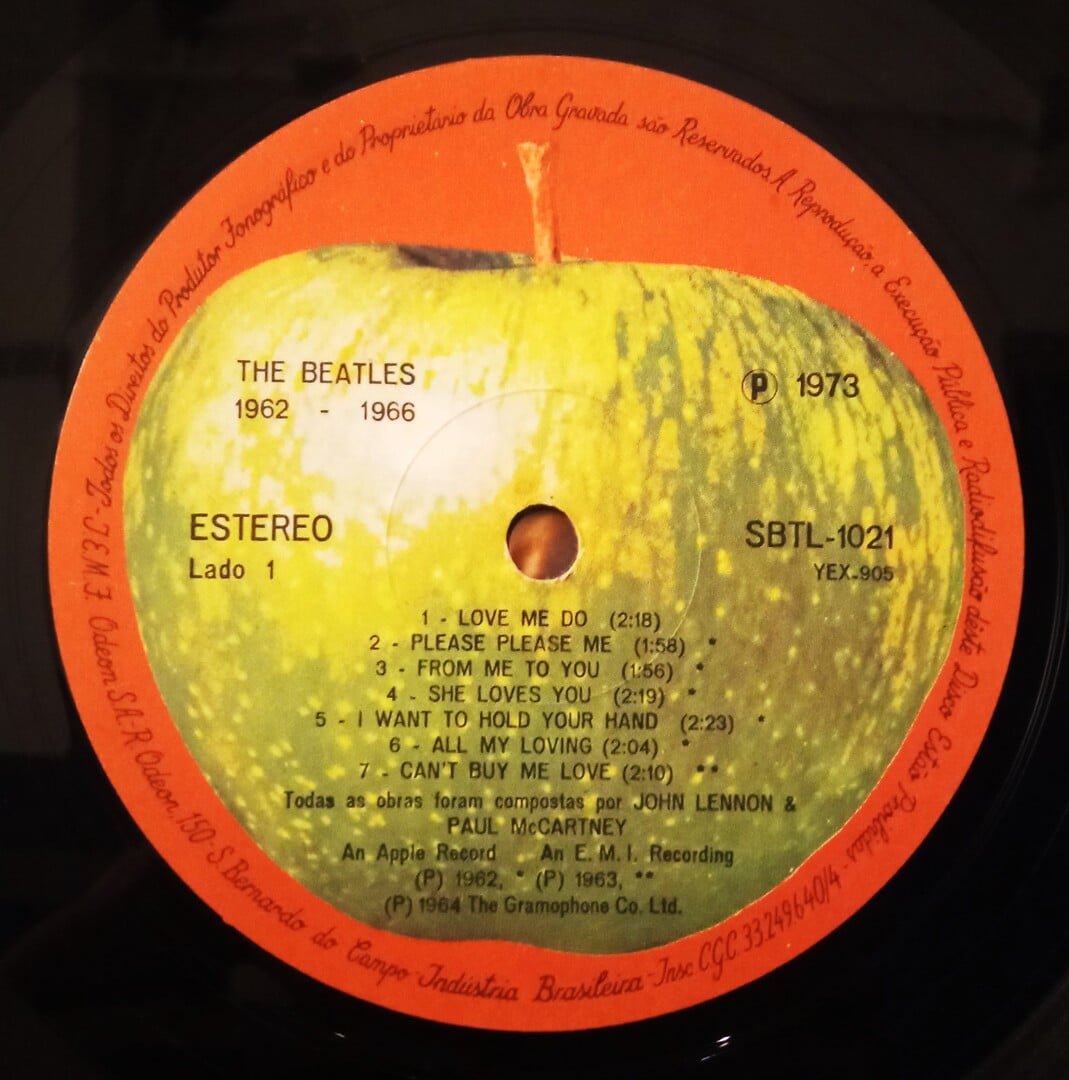 I.E.M.I. Odeon S.A.-R. Odeon, 150-S. Bernardo do Campo-Indústria Brasileira-Insc. C.G.C. 33.249640/4-
Todos os Direitos do Produtor Fonográfico e do Proprietário da Obra Gravada são Reservados. A Reprodução, a Execução Pública e Radiodifusão dêste Disco Estão Proibidas.
THE BEATLES
1962 - 1966
Ⓟ 1973
ESTEREO
Lado 1
SBTL-1021
YEX-905
1 - LOVE ME DO (2:18)
2 - PLEASE PLEASE ME (1:58) *
3 - FROM ME TO YOU (1:56) *
4 - SHE LOVES YOU (2:19) *
5 - I WANT TO HOLD YOUR HAND (2:23) *
6 - ALL MY LOVING (2:04) *
7 - CAN'T BUY ME LOVE (2:10) **
Todas as obras foram compostas por JOHN LENNON &
PAUL McCARTNEY
An Apple Record An E.M.I. Recording
(P) 1962, * (P) 1963, **
(P) 1964 The Gramophone Co. Ltd.